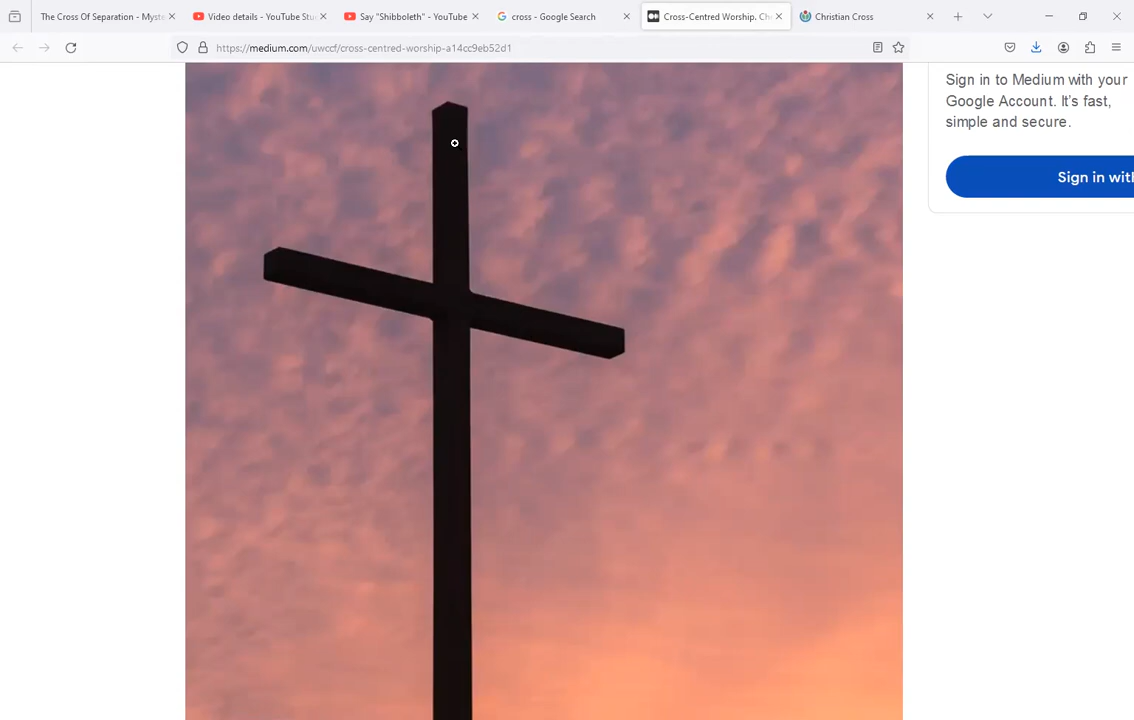 The Cross Of Separation - Myst
Video details - YouTube Stu
Say "Shibboleth" - YouTube
cross - Google Search
Cross-Centred Worship. Ch
Christian Cross
https://medium.com/uwccf/cross-centred-worship-a14cc9eb52d1
Sign in to Medium with your
Google Account. It's fast,
simple and secure.
Sign in wit